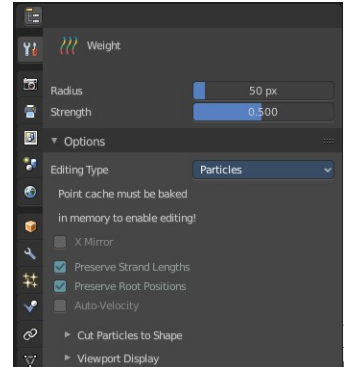 Weight
Radius 50 px
Strength 0.500
Options
Editing Type Particles
Point cache must be baked
in memory to enable editing!
X Mirror
Preserve Strand Lengths
Preserve Root Positions
Auto-Velocity
Cut Particles to Shape
Viewport Display